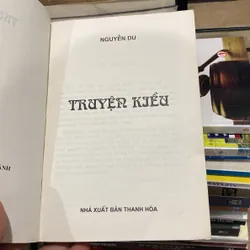 NGUYỄN DU
TRUYỆN KIỀU
NHÀ XUẤT BẢN THANH HÓA